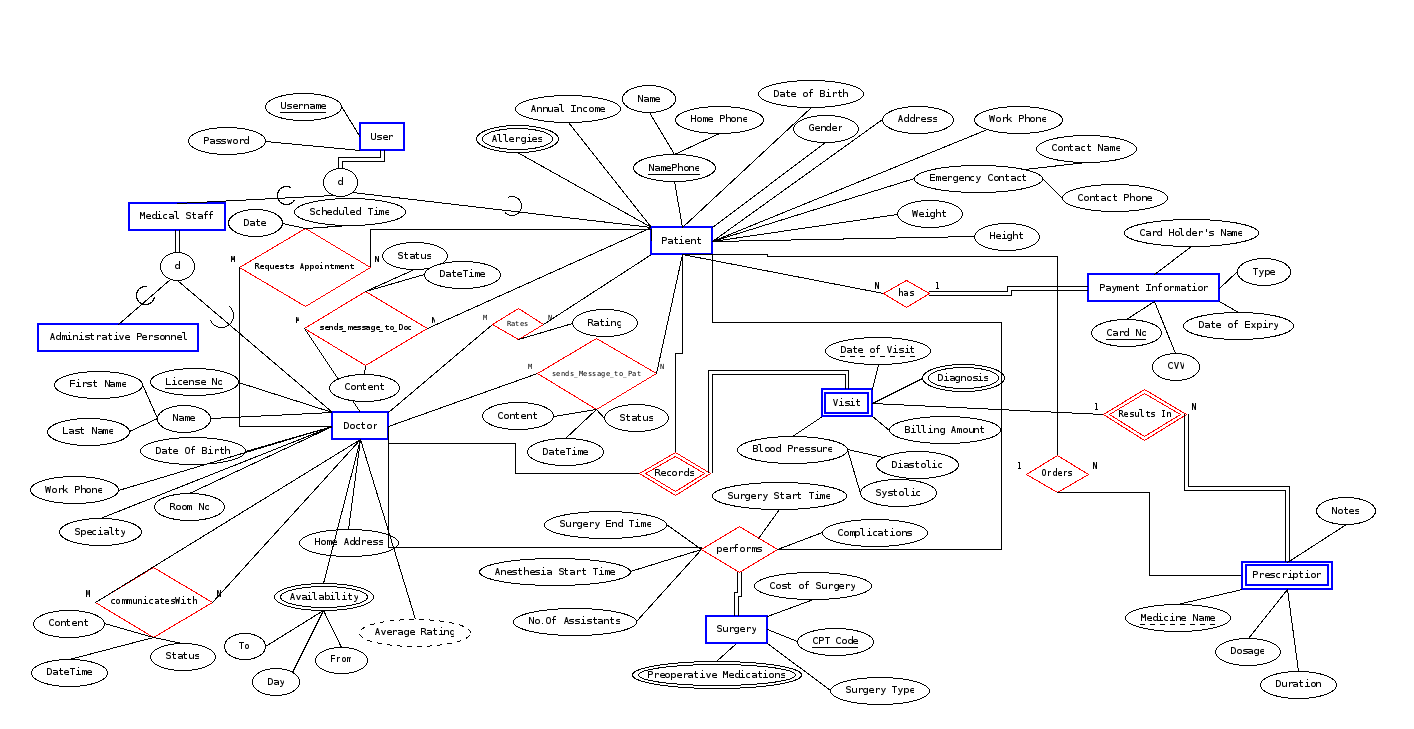 Date of Birth
Name
Annual Income
Username
Home Phone
Address
Work Phone
Gender
User
Allergies
Password
Contact Name
NamePhone
Emergency Contact
d
Contact Phone
Medical Staff
Date
Scheduled Time
Weight
Card Holder's Name
Patient
Height
Status
M
Requests Appointment
N
d
DateTime
Type
Payment Information
N
has
1
M
sends_message_to_Doc
N
M
Rates
N
Rating
Date of Expiry
Card No
Administrative Personnel
Date of Visit
CVV
M
sends_Message_to_Pat
N
Diagnosis
First Name
License No
Content
Visit
1
Results In
N
Name
Content
Status
Doctor
Last Name
Billing Amount
Date Of Birth
DateTime
Blood Pressure
Diastolic
Records
1
Orders
N
Work Phone
Systolic
Surgery Start Time
Room No
Notes
Surgery End Time
Specialty
Complications
Home Address
performs
Anesthesia Start Time
Prescription
Cost of Surgery
M
communicatesWith
N
Availability
Medicine Name
Content
No.Of Assistants
Surgery
Average Rating
CPT Code
To
Dosage
Status
From
DateTime
Preoperative Medications
Day
Duration
Surgery Type